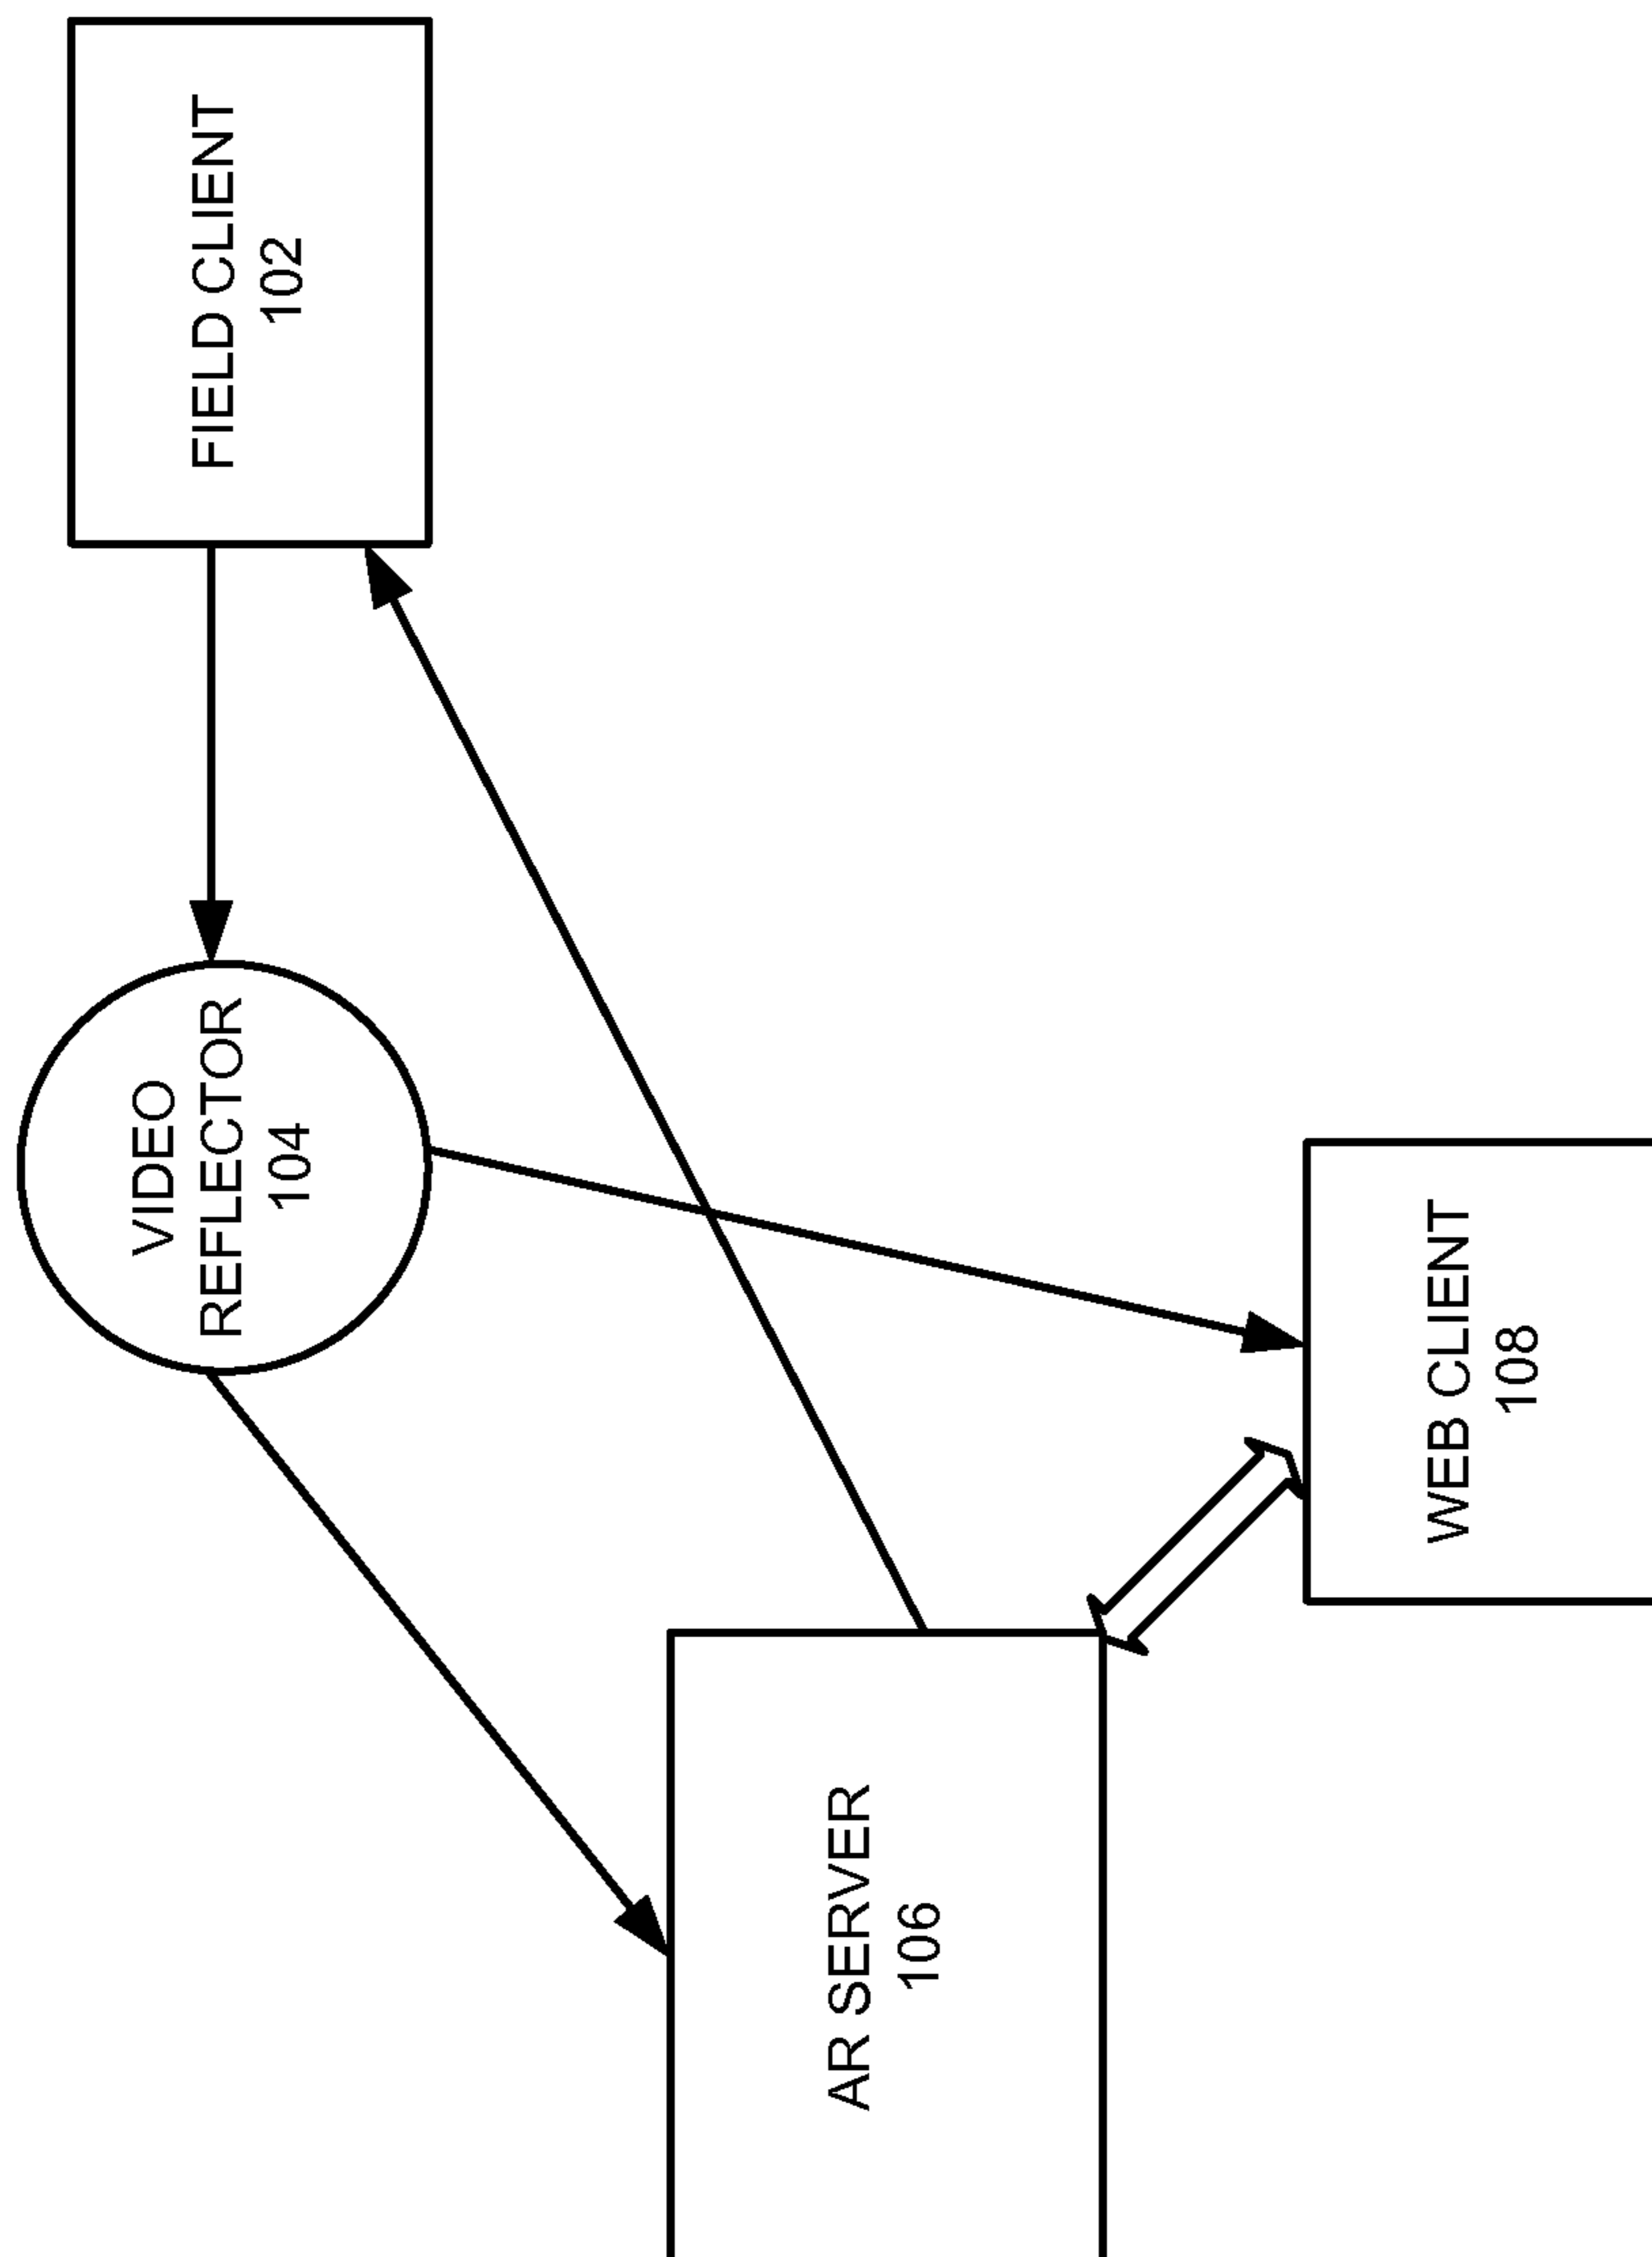 FIELD CLIENT
102
VIDEO
REFLECTOR
104
AR SERVER
106
WEB CLIENT
108